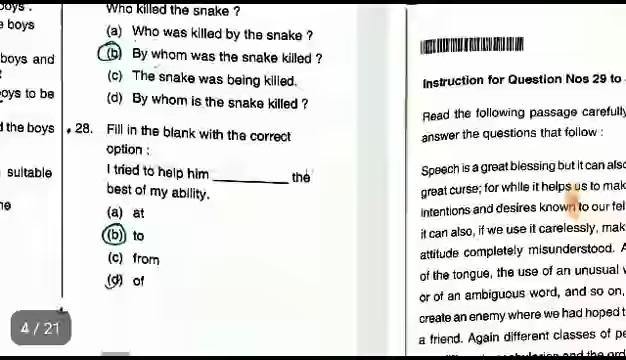 boys .
boys
boys and
boys to be
the boys
suitable
Who killed the snake ?
(a) Who was killed by the snake ?
(b) By whom was the snake killed ?
(c) The snake was being killed.
(d) By whom is the snake killed ?
28. Fill in the blank with the correct
option :
I tried to help him ________ the
best of my ability.
(a) at
(b) to
(c) from
(d) of
Instruction for Question Nos 29 to
Read the following passage carefully
answer the questions that follow :
Speech is a great blessing but it can also
great curse; for while it helps us to mak
intentions and desires known to our fel
it can also, if we use it carelessly, mak
attitude completely misunderstood. A
of the tongue, the use of an unusual
or of an ambiguous word, and so on,
create an enemy where we had hoped t
a friend. Again different classes of pe
4 / 21